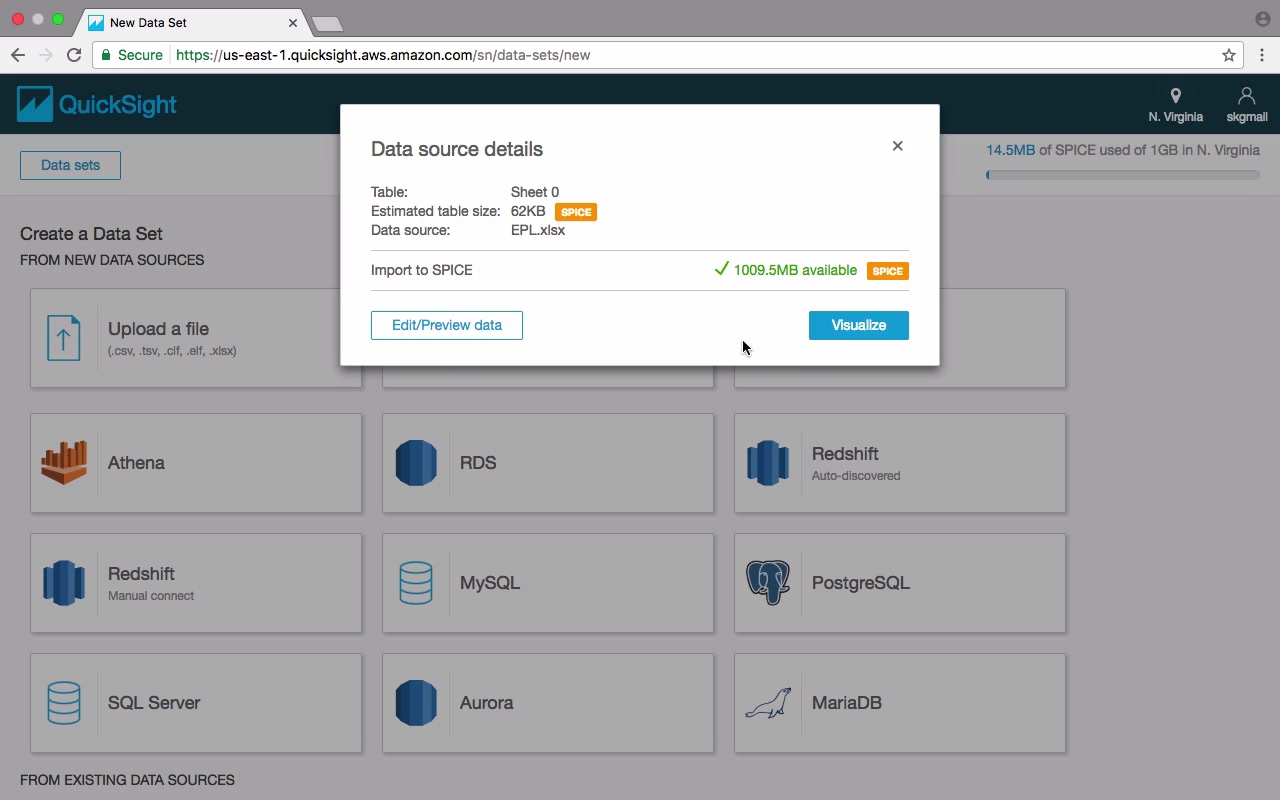 New Data Set
Secure https://us-east-1.quicksight.aws.amazon.com/sn/data-sets/new
QuickSight
N. Virginia
skgmail
Data sets
14.5MB of SPICE used of 1GB in N. Virginia
Data source details
Table: Sheet 0
Estimated table size: 62KB SPICE
Data source: EPL.xlsx
Import to SPICE 1009.5MB available SPICE
Edit/Preview data Visualize
Create a Data Set
FROM NEW DATA SOURCES
Upload a file
(.csv, .tsv, .clf, .elf, .xlsx)
Athena
RDS
Redshift
Auto-discovered
Redshift
Manual connect
MySQL
PostgreSQL
SQL Server
Aurora
MariaDB
FROM EXISTING DATA SOURCES